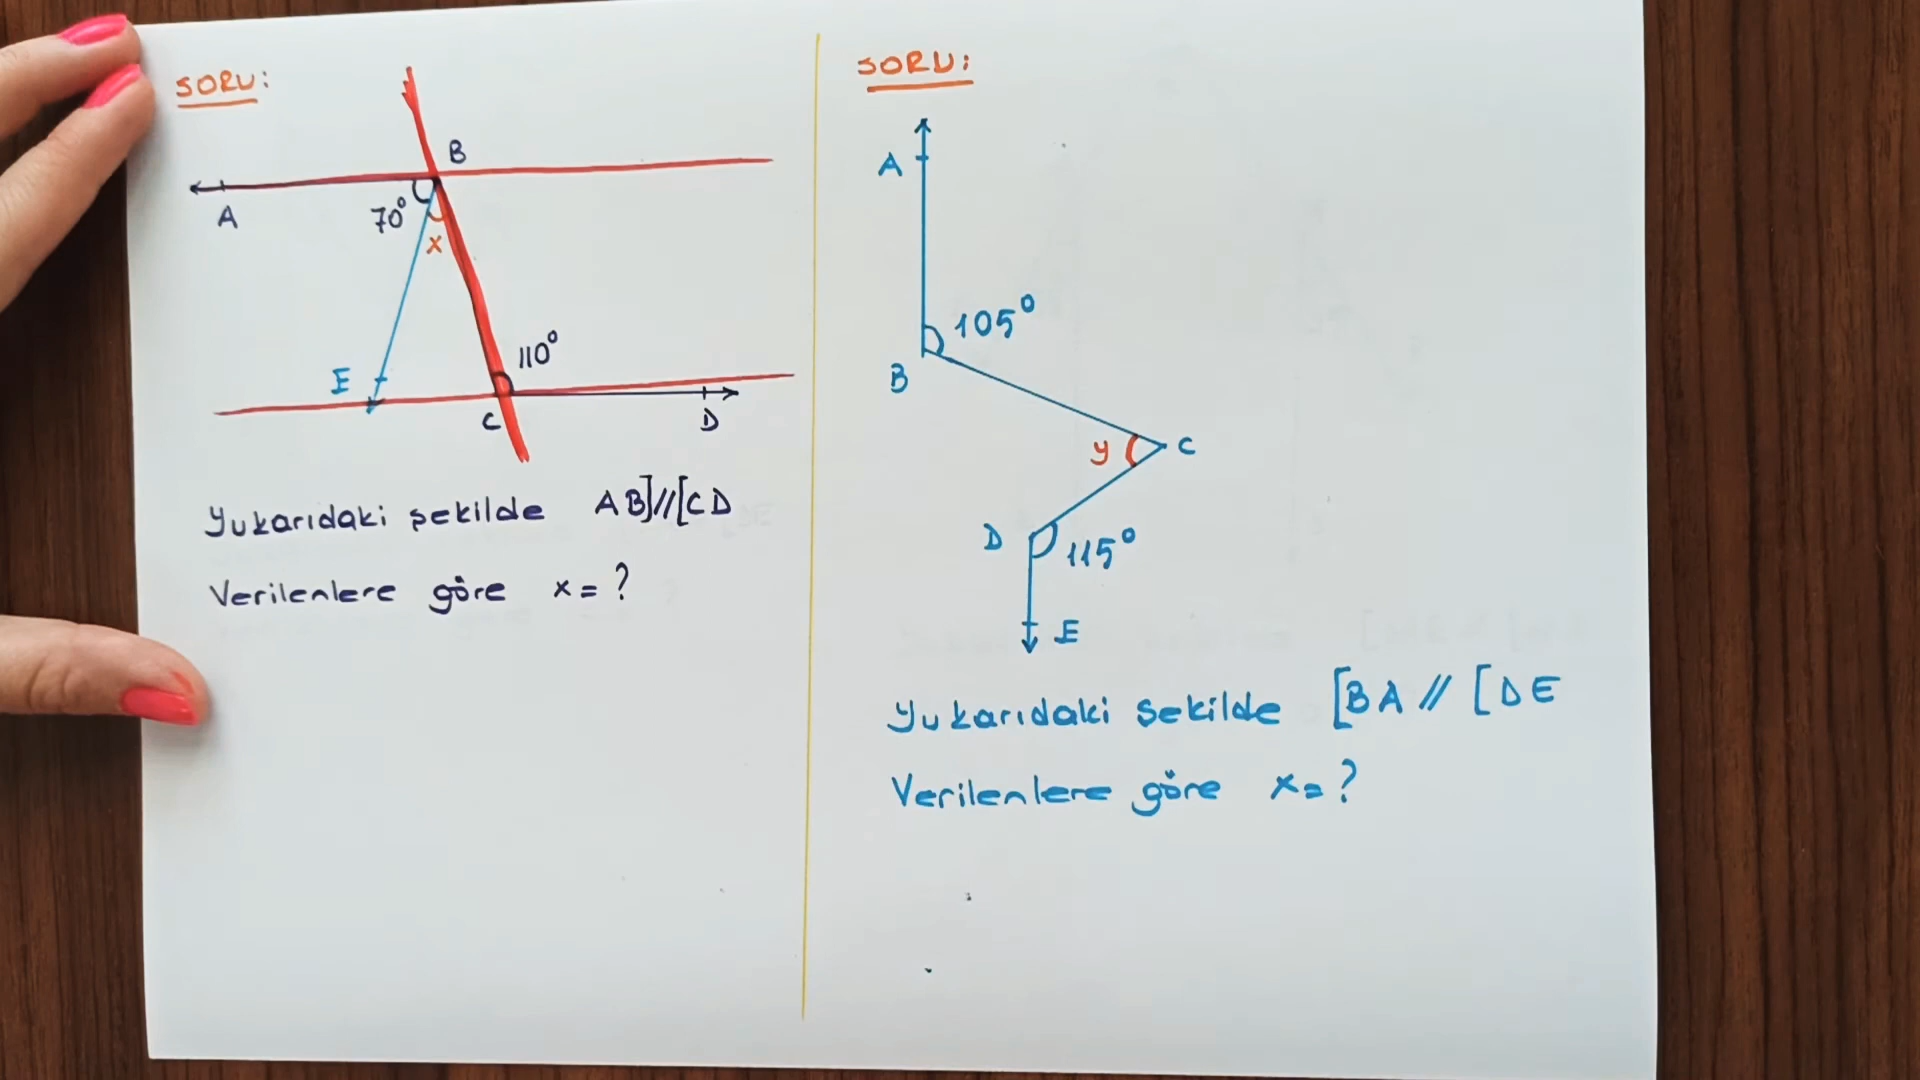 SORU:
B
A
70°
x
110°
E
C
D
Yukarıdaki şekilde AB]//[CD
Verilenlere göre x=?
SORU:
A
105°
B
y
C
D
115°
E
Yukarıdaki şekilde [BA // [DE
Verilenlere göre x=?